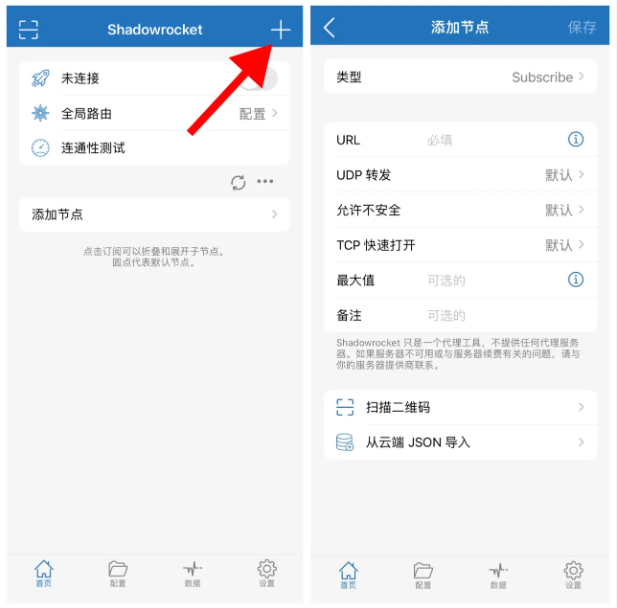 Shadowrocket
未连接
全局路由
配置
连通性测试
添加节点
点击订阅可以折叠和展开子节点。
圆点代表默认节点。
首页
配置
数据
设置
添加节点
保存
类型
Subscribe
URL
必填
UDP 转发
默认
允许不安全
默认
TCP 快速打开
默认
最大值
可选的
备注
可选的
Shadowrocket 只是一个代理工具，不提供任何代理服务
器。如果服务器不可用或与服务器续费有关的问题，请与
你的服务器提供商联系。
扫描二维码
从云端 JSON 导入
首页
配置
数据
设置